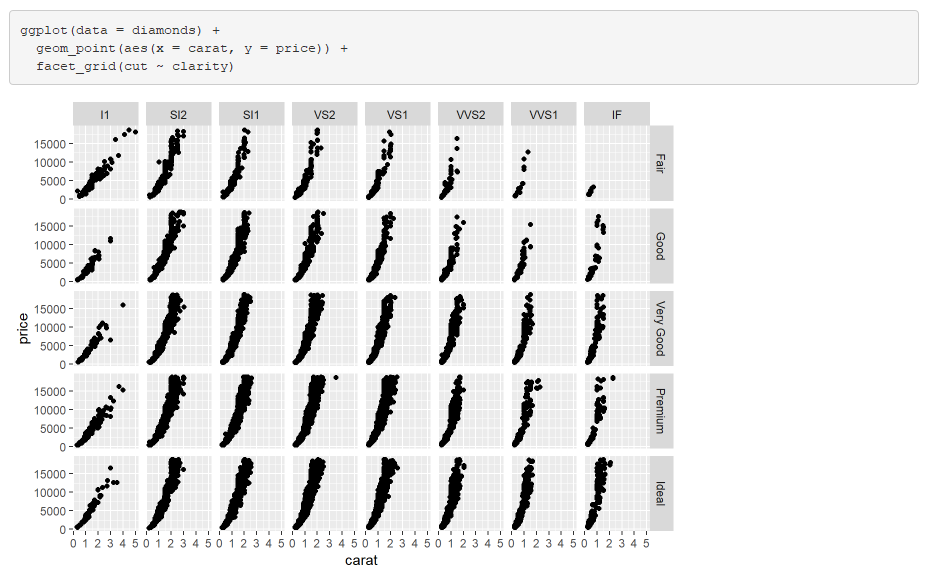 ggplot(data = diamonds) +
geom_point(aes(x = carat, y = price)) +
facet_grid(cut ~ clarity)
I1 SI2 SI1 VS2 VS1 VVS2 VVS1 IF
15000
10000
5000
0
Fair
15000
10000
5000
0
Good
price
15000
10000
5000
0
Very Good
15000
10000
5000
0
Premium
15000
10000
5000
0
Ideal
0 1 2 3 4 5 0 1 2 3 4 5 0 1 2 3 4 5 0 1 2 3 4 5 0 1 2 3 4 5 0 1 2 3 4 5 0 1 2 3 4 5 0 1 2 3 4 5
carat